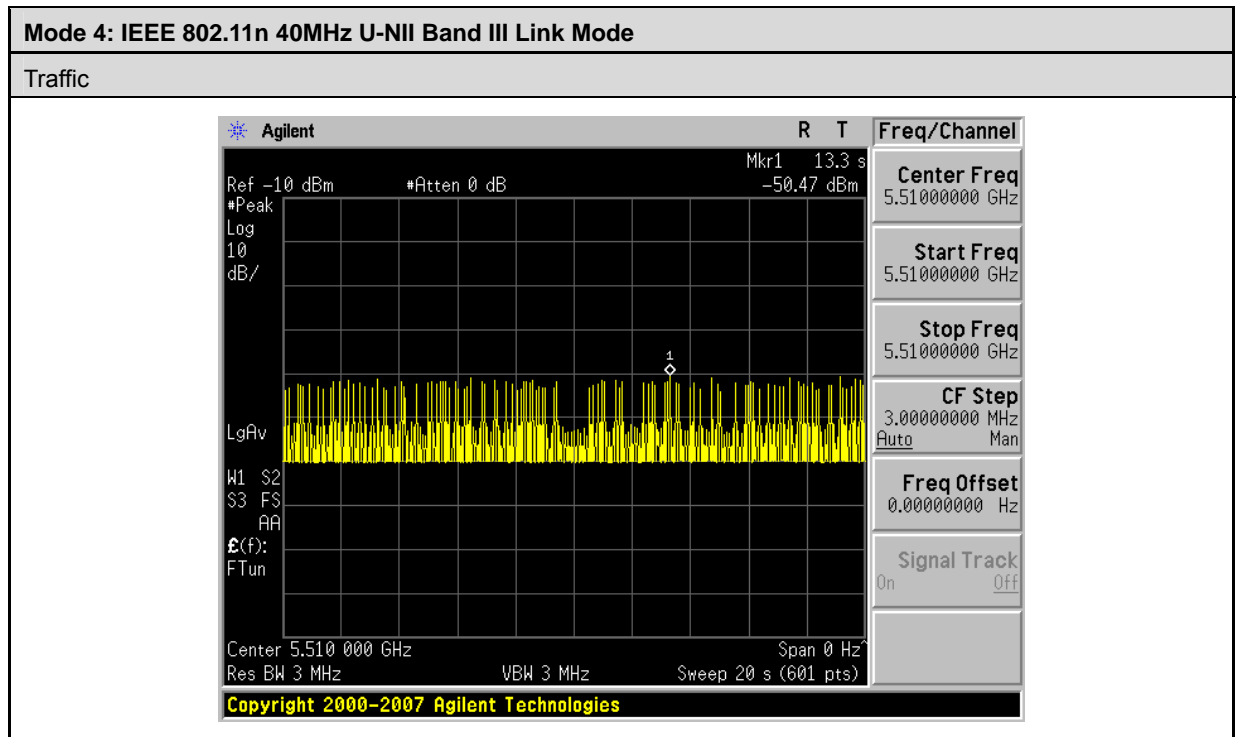 Mode 4: IEEE 802.11n 40MHz U-NII Band III Link Mode
Traffic
Agilent R T Freq/Channel
Mkr1 13.3 s
Ref -10 dBm #Atten 0 dB -50.47 dBm
#Peak
Log
10
dB/
1
LgAv
W1 S2
S3 FS
AA
£(f):
FTun
Center 5.510 000 GHz Span 0 Hz^
Res BW 3 MHz VBW 3 MHz Sweep 20 s (601 pts)
Center Freq
5.51000000 GHz
Start Freq
5.51000000 GHz
Stop Freq
5.51000000 GHz
CF Step
3.00000000 MHz
Auto Man
Freq Offset
0.00000000 Hz
Signal Track
On Off
Copyright 2000-2007 Agilent Technologies